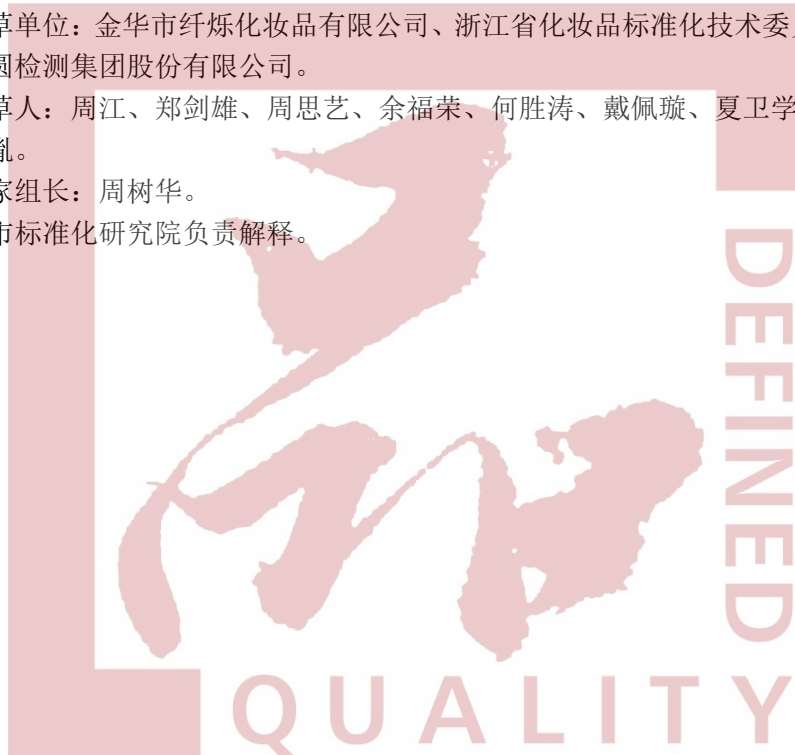 草单位：金华市纤烁化妆品有限公司、浙江省化妆品标准化技术委
圆检测集团股份有限公司。
草人：周江、郑剑雄、周思艺、余福荣、何胜涛、戴佩璇、夏卫学
胤。
家组长：周树华。
市标准化研究院负责解释。
品
DEFINED
QUALITY